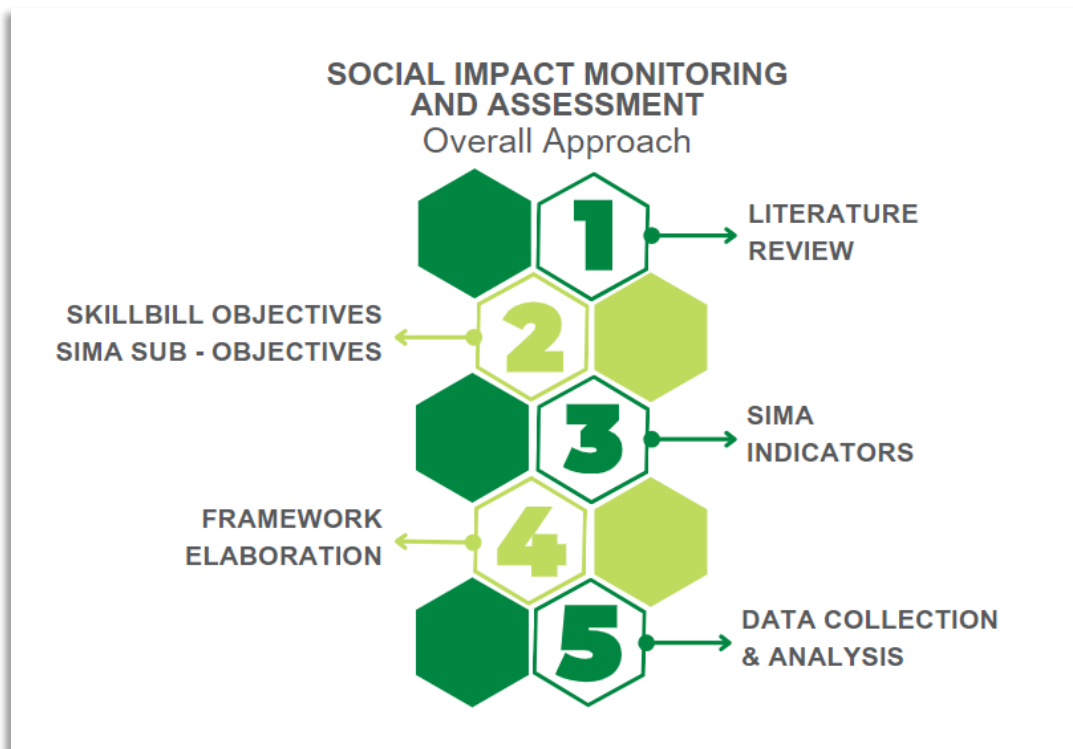 SOCIAL IMPACT MONITORING
AND ASSESSMENT
Overall Approach
1
LITERATURE
REVIEW
2
SKILLBILL OBJECTIVES
SIMA SUB - OBJECTIVES
3
SIMA
INDICATORS
4
FRAMEWORK
ELABORATION
5
DATA COLLECTION
& ANALYSIS